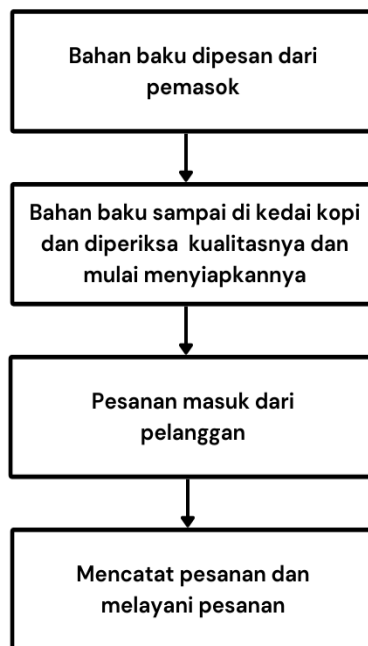 Bahan baku dipesan dari
pemasok
Bahan baku sampai di kedai kopi
dan diperiksa kualitasnya dan
mulai menyiapkannya
Pesanan masuk dari
pelanggan
Mencatat pesanan dan
melayani pesanan